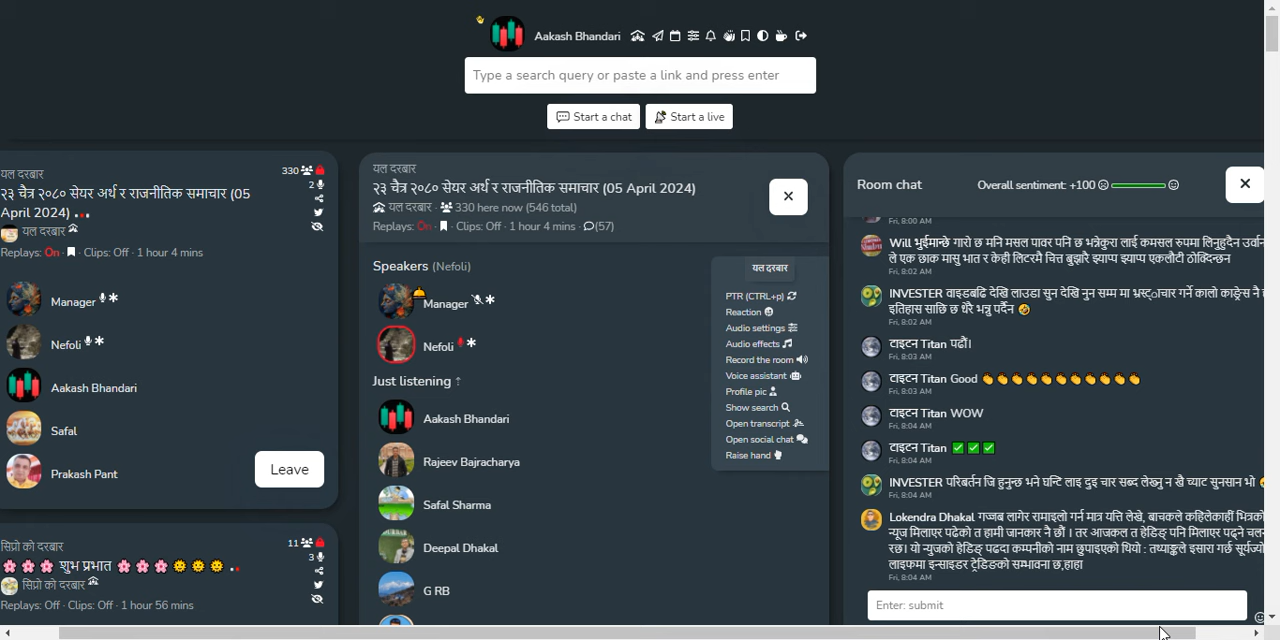 Aakash Bhandari
Type a search query or paste a link and press enter
Start a chat
Start a live
यल दरबार
330
२३ चैत्र २०८० सेयर अर्थ र राजनीतिक समाचार (05
April 2024)
2
यल दरबार
Replays: On · Clips: Off · 1 hour 4 mins
Manager
Nefoli
Aakash Bhandari
Safal
Prakash Pant
Leave
सिप्रो को दरबार
11
🌸 🌸 🌸 शुभ प्रभात 🌸 🌸 🌸 🌞 🌞 🌞
3
सिप्रो को दरबार
Replays: Off · Clips: Off · 1 hour 56 mins
यल दरबार
२३ चैत्र २०८० सेयर अर्थ र राजनीतिक समाचार (05 April 2024)
यल दरबार · 330 here now (546 total)
Replays: On · Clips: Off · 1 hour 4 mins · (57)
Speakers (Nefoli)
Manager
Nefoli
Just listening ↑
Aakash Bhandari
Rajeev Bajracharya
Safal Sharma
Deepal Dhakal
G RB
यल दरबार
PTR (CTRL+p)
Reaction
Audio settings
Audio effects
Record the room
Voice assistant
Profile pic
Show search
Open transcript
Open social chat
Raise hand
Room chat
Overall sentiment: +100
Fri, 8:00 AM
Will भुईमान्छे गारो छ मनि मसल पावर पनि छ भन्नेकुरा लाई कमसल रुपमा लिनुहुदैन
ले एक छाक मासु भात र केही लिटरमै चित्त बुझारै झ्याप्प झ्याप्प एकलौटी ठोक्दिन्छन
Fri, 8:02 AM
INVESTER वाइडबढि देखि लाउडा सुन देखि नुन सम्म मा भ्रस्टाचार गर्ने कालो काङ्रेस नै
इतिहास साछि छ धेरै भन्नु पर्दैन 🤣
Fri, 8:02 AM
टाइटन Titan पढौं।
Fri, 8:03 AM
टाइटन Titan Good 👏👏👏👏👏👏👏👏👏👏👏
Fri, 8:03 AM
टाइटन Titan WOW
Fri, 8:04 AM
टाइटन Titan ✅✅✅
Fri, 8:04 AM
INVESTER परिबर्तन जि हुनुन्छ भने घन्टि लाइ दुइ चार सब्द लेख्नु न खै च्याट सुनसान भो
Fri, 8:04 AM
Lokendra Dhakal गज्जब लागेर रामाइलो गर्न मात्र यत्ति लेखे, बाचकले कहिलेकाहीं भित्रको
न्यूज मिलाएर पढेको त हामी जानकार नै छौं । तर आजकल त हेडिङ्ग पनि मिलाएर पढ्ने
रछ। यो न्युजको हेडिङ् पढदा कम्पनीको नाम छुपाइएको थियो : तथ्याङ्कले इसारा गर्छ
लाइफमा इन्साइडर ट्रेडिङको सम्भावना छ,हाहा
Fri, 8:04 AM
Enter: submit